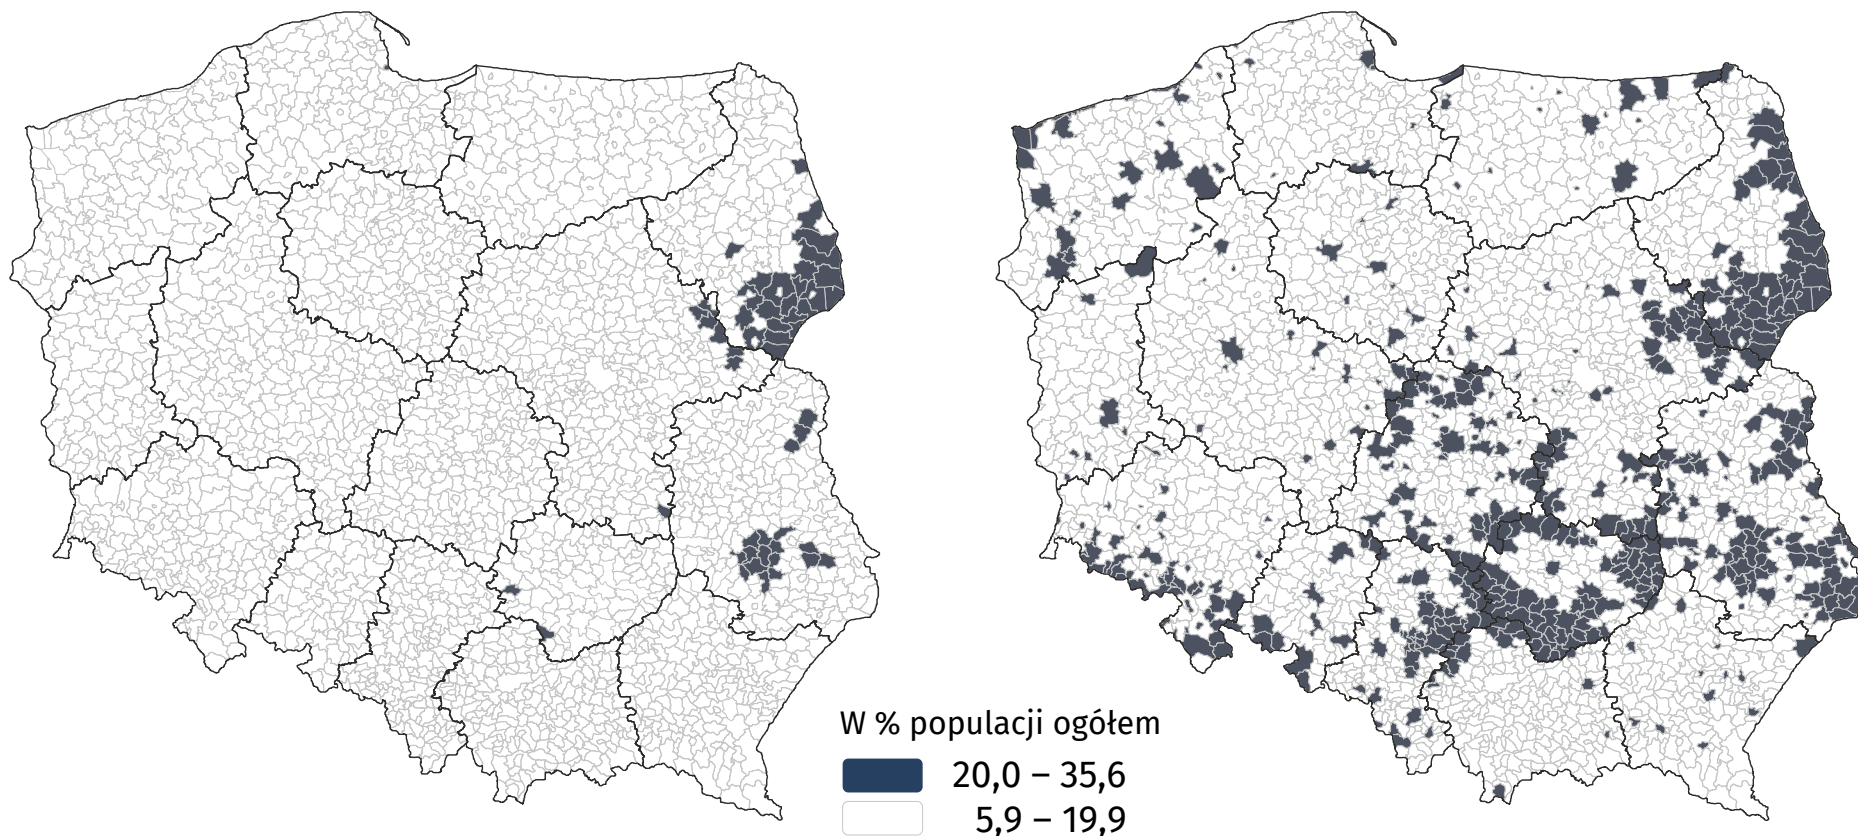 W % populacji ogółem
20,0 – 35,6
5,9 – 19,9